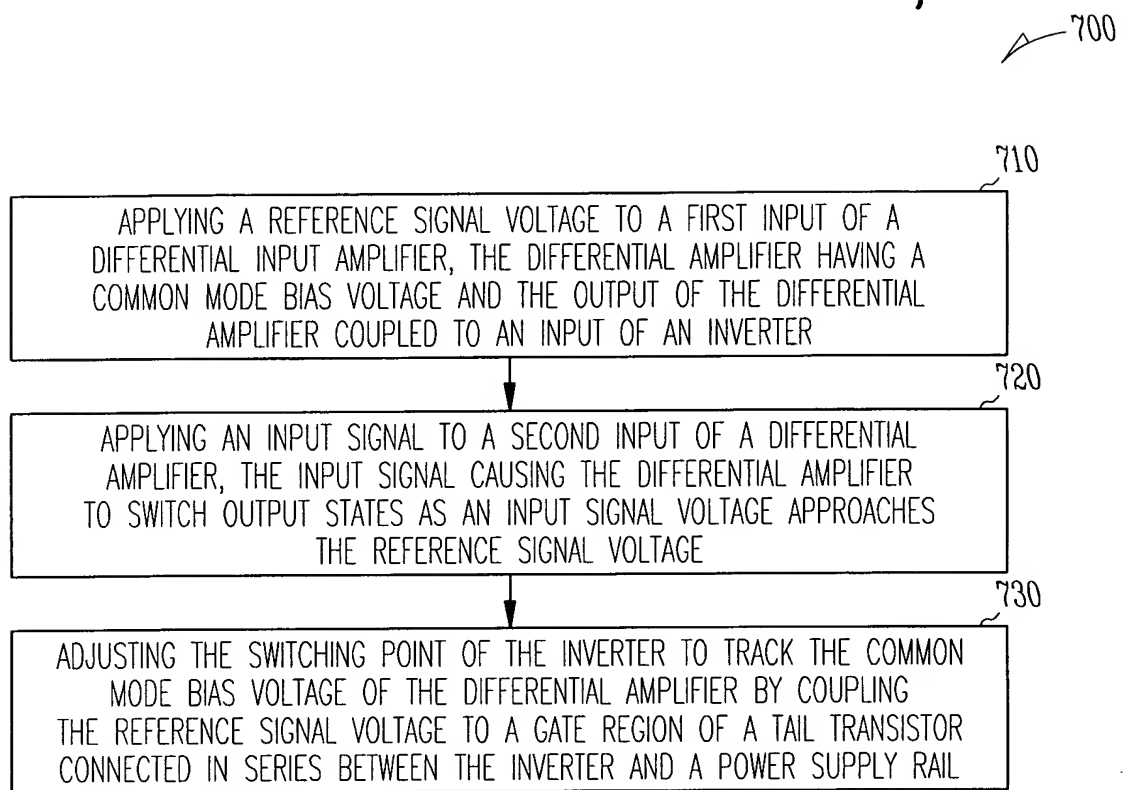 700
710
APPLYING A REFERENCE SIGNAL VOLTAGE TO A FIRST INPUT OF A
DIFFERENTIAL INPUT AMPLIFIER, THE DIFFERENTIAL AMPLIFIER HAVING A
COMMON MODE BIAS VOLTAGE AND THE OUTPUT OF THE DIFFERENTIAL
AMPLIFIER COUPLED TO AN INPUT OF AN INVERTER
720
APPLYING AN INPUT SIGNAL TO A SECOND INPUT OF A DIFFERENTIAL
AMPLIFIER, THE INPUT SIGNAL CAUSING THE DIFFERENTIAL AMPLIFIER
TO SWITCH OUTPUT STATES AS AN INPUT SIGNAL VOLTAGE APPROACHES
THE REFERENCE SIGNAL VOLTAGE
730
ADJUSTING THE SWITCHING POINT OF THE INVERTER TO TRACK THE COMMON
MODE BIAS VOLTAGE OF THE DIFFERENTIAL AMPLIFIER BY COUPLING
THE REFERENCE SIGNAL VOLTAGE TO A GATE REGION OF A TAIL TRANSISTOR
CONNECTED IN SERIES BETWEEN THE INVERTER AND A POWER SUPPLY RAIL